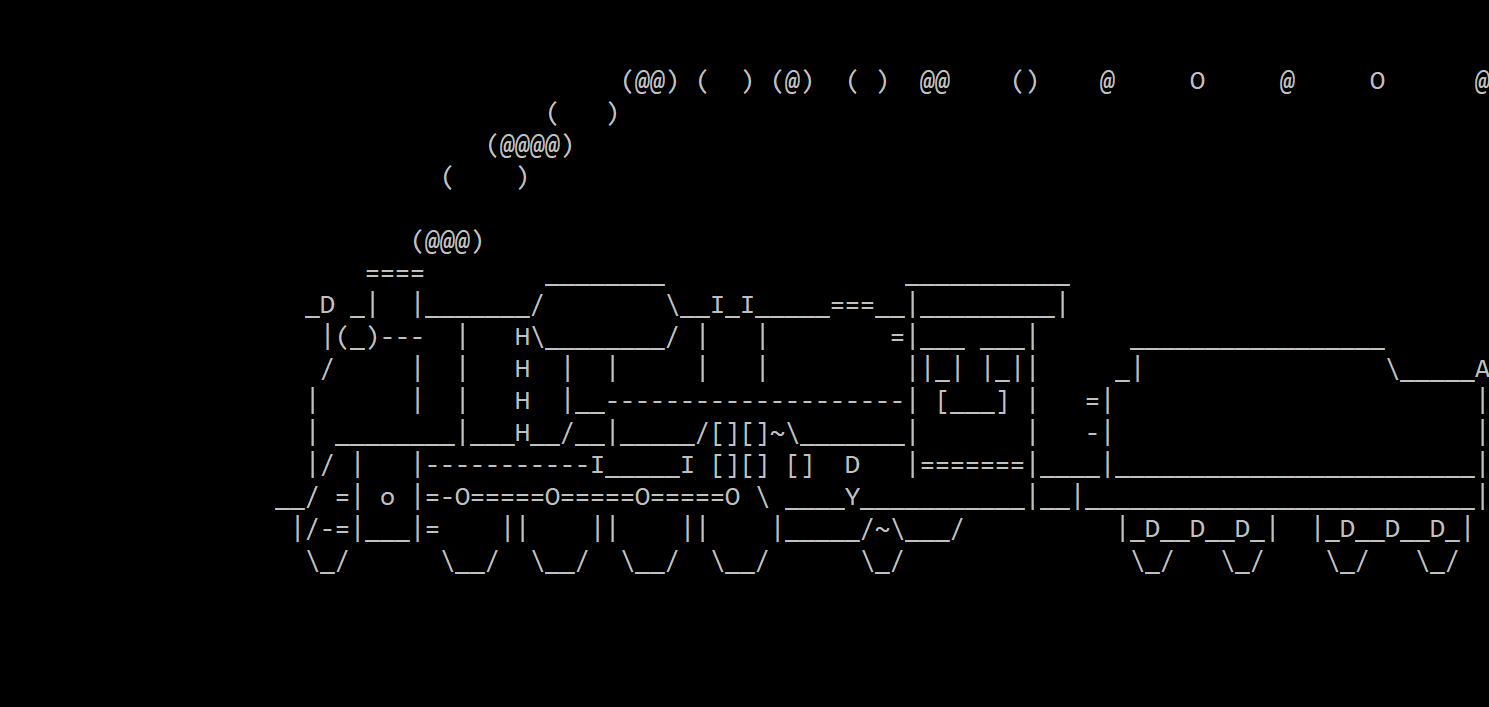 (@@) (  ) (@)  ( )  @@    ()    @     O     @     O     @
                                    (   )
                                (@@@@)
                             (    )

                           (@@@)
                        ====        ________                ___________
                    _D _|  |_______/        \__I_I_____===__|_________|
                     |(_)---  |   H\________/ |   |        =|___ ___|      _________________
                     /     |  |   H  |  |     |   |         ||_| |_||     _|                \_____A
                    |      |  |   H  |__--------------------| [___] |   =|                        |
                    | ________|___H__/__|_____/[][]~\_______|       |   -|                        |
                    |/ |   |-----------I_____I [][] []  D   |=======|____|________________________|
                  __/ =| o |=-O=====O=====O=====O \ ____Y___________|__|__________________________|
                   |/-=|___|=    ||    ||    ||    |_____/~\___/          |_D__D__D_|  |_D__D__D_|
                    \_/      \__/  \__/  \__/  \__/      \_/               \_/   \_/    \_/   \_/